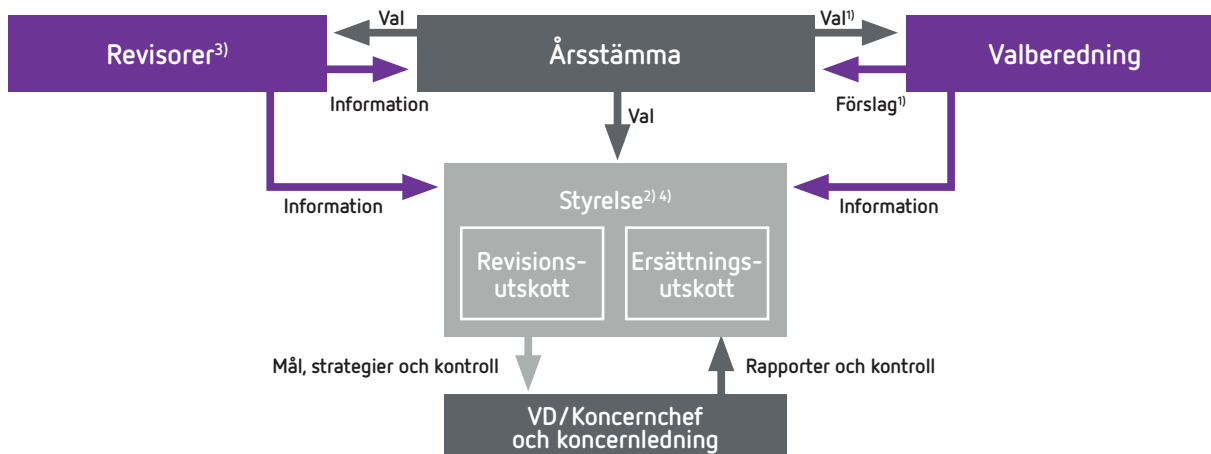 Val
Val¹⁾
Revisorer³⁾
Årsstämma
Valberedning
Information
Förslag¹⁾
Val
Information
Styrelse²⁾ ⁴⁾
Information
Revisions-
utskott
Ersättnings-
utskott
Mål, strategier och kontroll
Rapporter och kontroll
VD/Koncernchef
och koncernledning